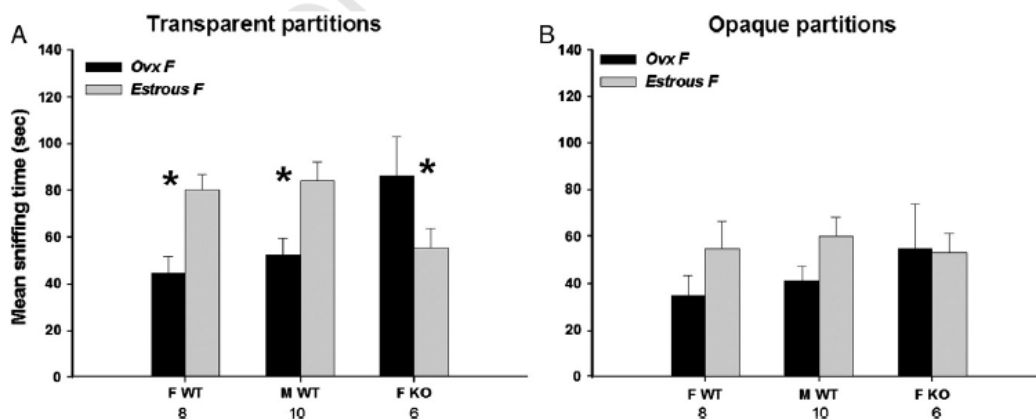 A
Transparent partitions
140
120
100
80
60
40
20
0
Mean sniffing time (sec)
Ovx F
Estrous F
*
*
*
F WT
M WT
F KO
8
10
6
B
Opaque partitions
140
120
100
80
60
40
20
0
Ovx F
Estrous F
F WT
M WT
F KO
8
10
6